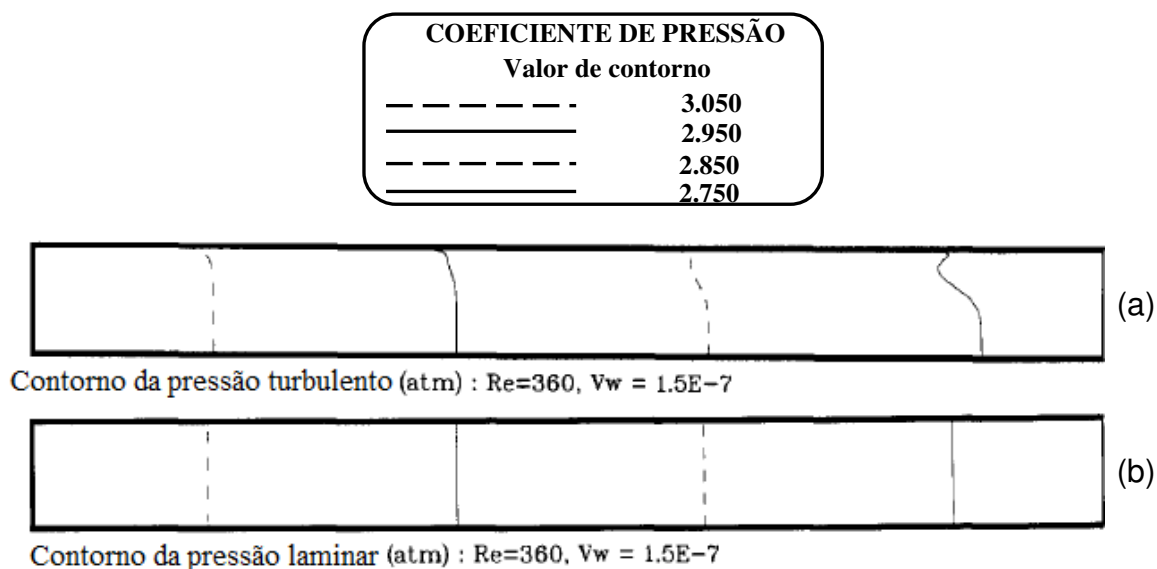 COEFICIENTE DE PRESSÃO
Valor de contorno
3.050
2.950
2.850
2.750
(a)
Contorno da pressão turbulento (atm) : Re=360, Vw = 1.5E-7
(b)
Contorno da pressão laminar (atm) : Re=360, Vw = 1.5E-7